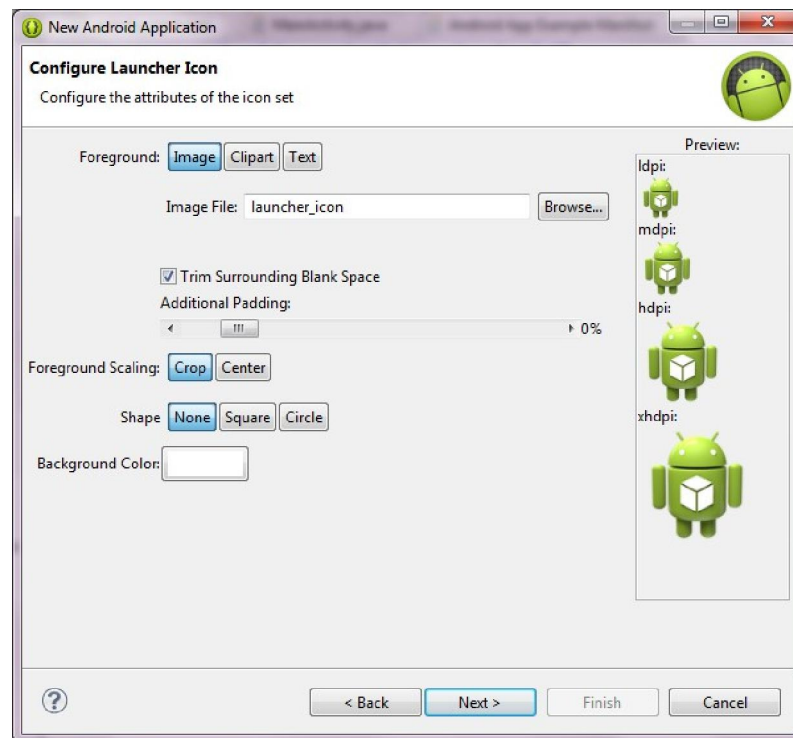 New Android Application
Configure Launcher Icon
Configure the attributes of the icon set
Foreground: Image Clipart Text
Image File: launcher_icon Browse...
Trim Surrounding Blank Space
Additional Padding:
0%
Foreground Scaling: Crop Center
Shape None Square Circle
Background Color:
Preview:
ldpi:
mdpi:
hdpi:
xhdpi:
? < Back Next > Finish Cancel